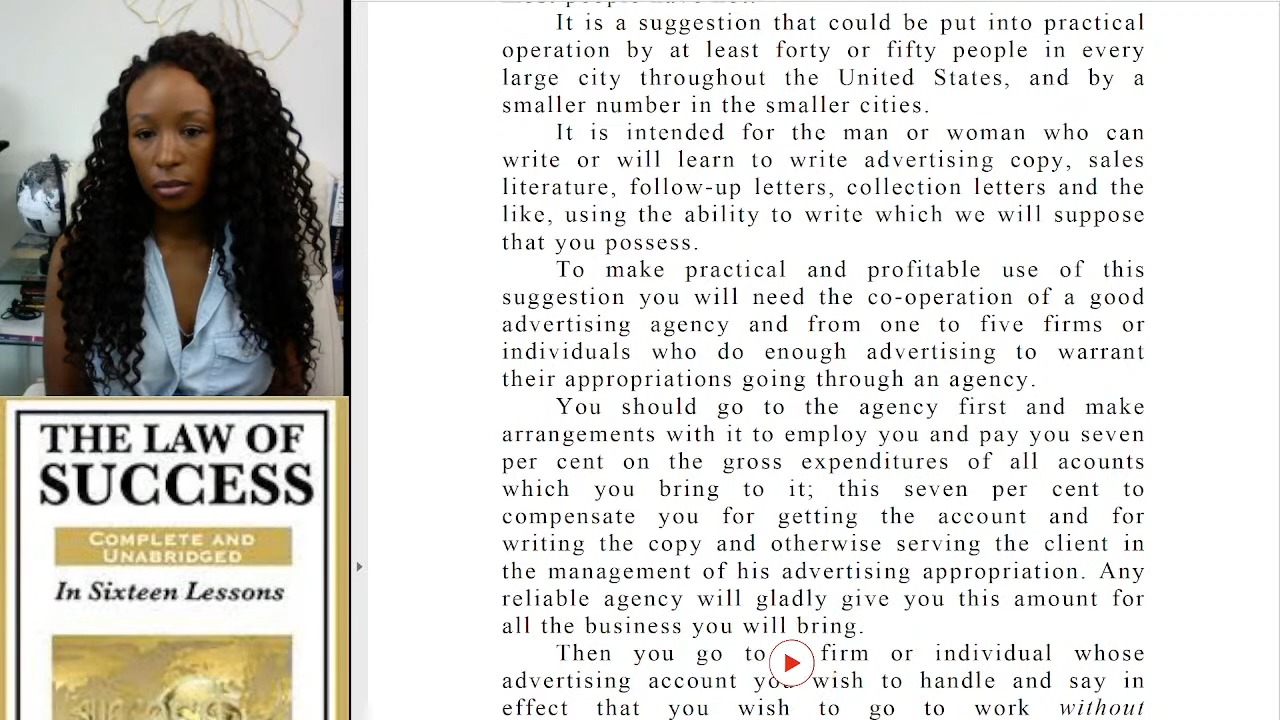 It is a suggestion that could be put into practical
operation by at least forty or fifty people in every
large city throughout the United States, and by a
smaller number in the smaller cities.
It is intended for the man or woman who can
write or will learn to write advertising copy, sales
literature, follow-up letters, collection letters and the
like, using the ability to write which we will suppose
that you possess.
To make practical and profitable use of this
suggestion you will need the co-operation of a good
advertising agency and from one to five firms or
individuals who do enough advertising to warrant
their appropriations going through an agency.
You should go to the agency first and make
arrangements with it to employ you and pay you seven
per cent on the gross expenditures of all acounts
which you bring to it; this seven per cent to
compensate you for getting the account and for
writing the copy and otherwise serving the client in
the management of his advertising appropriation. Any
reliable agency will gladly give you this amount for
all the business you will bring.
Then you go to firm or individual whose
advertising account you wish to handle and say in
effect that you wish to go to work without
THE LAW OF
SUCCESS
COMPLETE AND
UNABRIDGED
In Sixteen Lessons